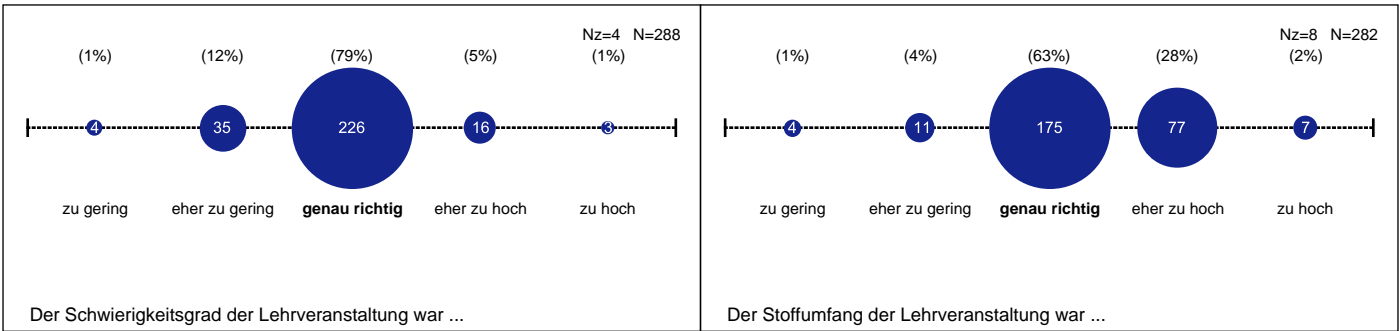 Nz=4 N=288
(1%) (12%) (79%) (5%) (1%)
4 35 226 16 3
zu gering eher zu gering genau richtig eher zu hoch zu hoch
Der Schwierigkeitsgrad der Lehrveranstaltung war ...
Nz=8 N=282
(1%) (4%) (63%) (28%) (2%)
4 11 175 77 7
zu gering eher zu gering genau richtig eher zu hoch zu hoch
Der Stoffumfang der Lehrveranstaltung war ...